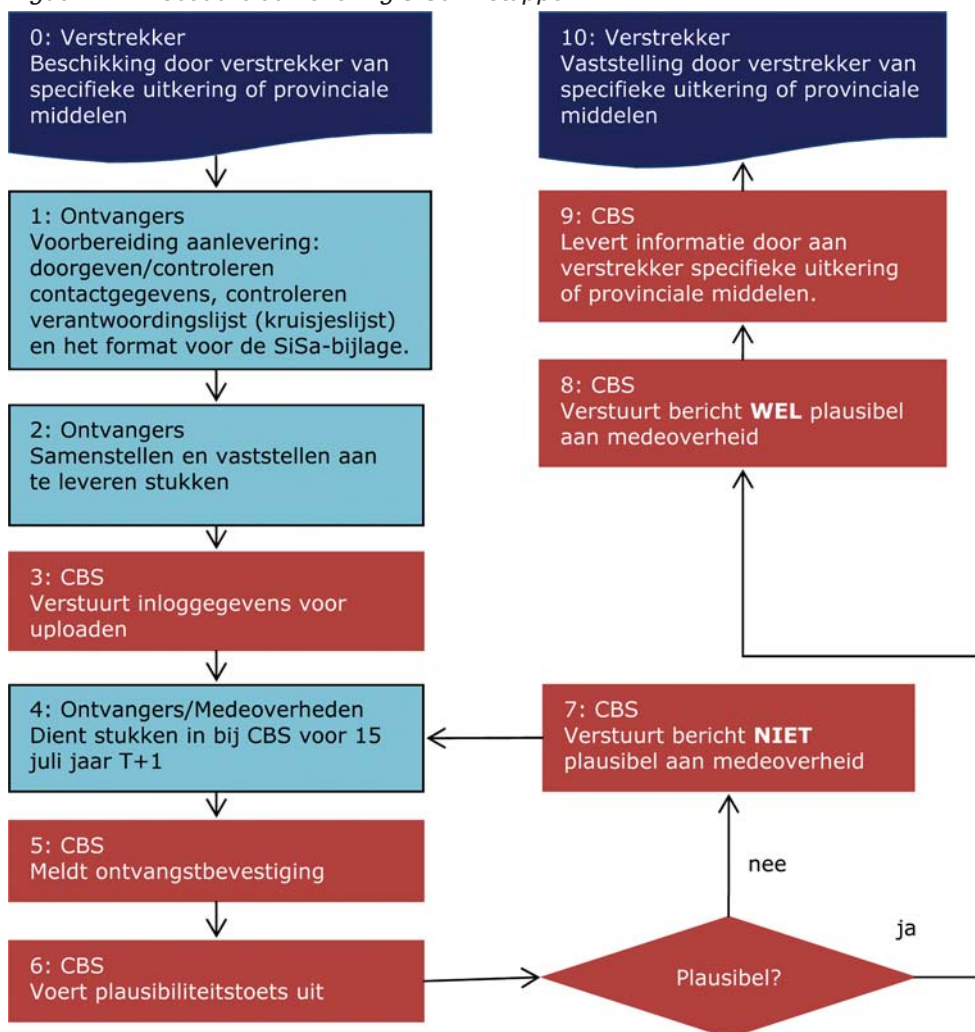 0: Verstrekker
Beschikking door verstrekker van
specifieke uitkering of provinciale
middelen
1: Ontvangers
Voorbereiding aanlevering:
doorgeven/controleren
contactgegevens, controleren
verantwoordingslijst (kruisjeslijst)
en het format voor de SiSa-bijlage.
2: Ontvangers
Samenstellen en vaststellen aan
te leveren stukken
3: CBS
Verstuurt inloggegevens voor
uploaden
4: Ontvangers/Medeoverheden
Dient stukken in bij CBS voor 15
juli jaar T+1
5: CBS
Meldt ontvangstbevestiging
6: CBS
Voert plausibiliteitstoets uit
Plausibel?
nee
ja
7: CBS
Verstuurt bericht NIET
plausibel aan medeoverheid
8: CBS
Verstuurt bericht WEL plausibel
aan medeoverheid
9: CBS
Levert informatie door aan
verstrekker specifieke uitkering
of provinciale middelen.
10: Verstrekker
Vaststelling door verstrekker van
specifieke uitkering of provinciale
middelen